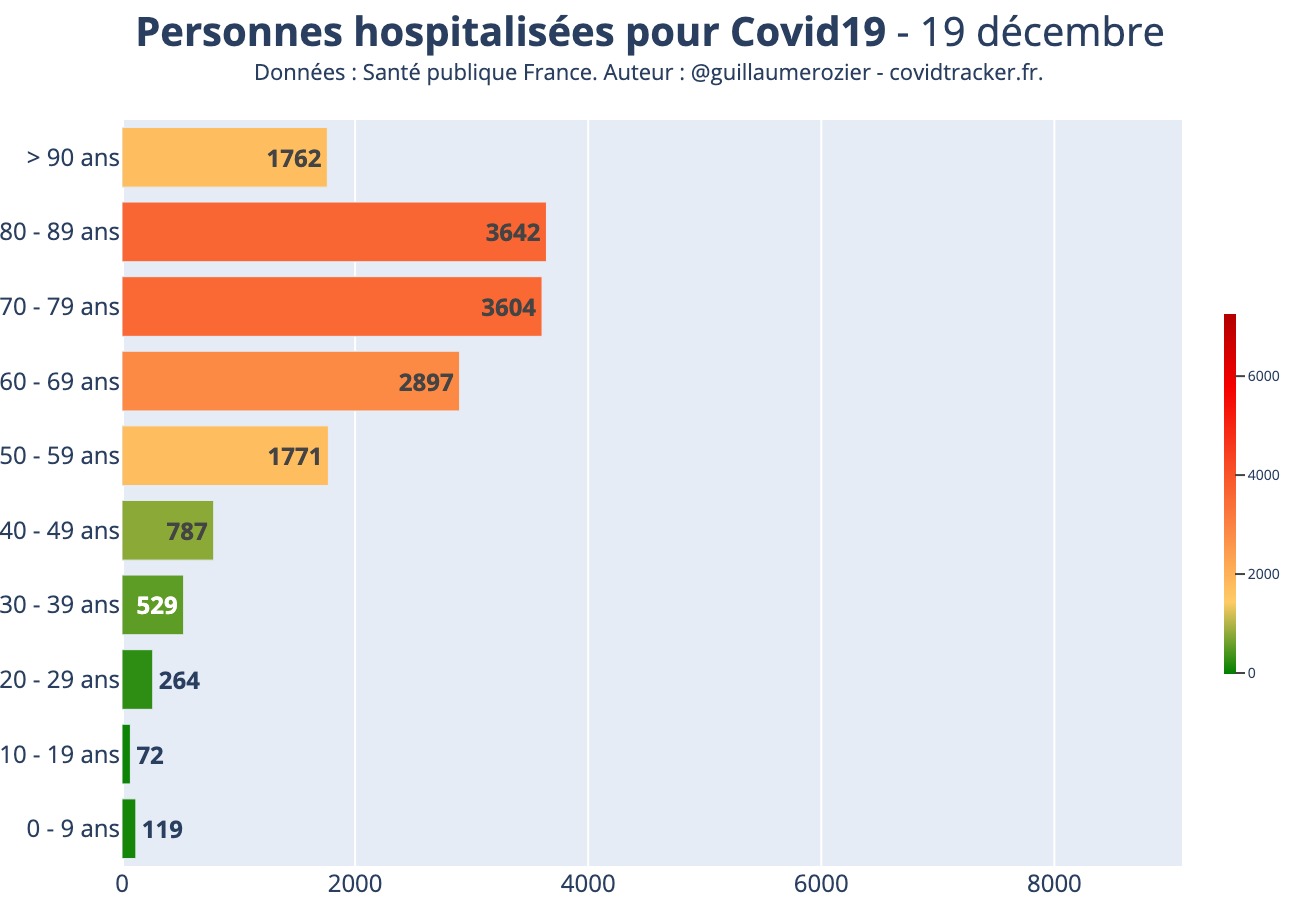 Personnes hospitalisées pour Covid19 - 19 décembre
Données : Santé publique France. Auteur : @guillaumerozier - covidtracker.fr.
> 90 ans 1762
80 - 89 ans 3642
70 - 79 ans 3604
60 - 69 ans 2897
50 - 59 ans 1771
40 - 49 ans 787
30 - 39 ans 529
20 - 29 ans 264
10 - 19 ans 72
0 - 9 ans 119
0 2000 4000 6000 8000
6000
4000
2000
0